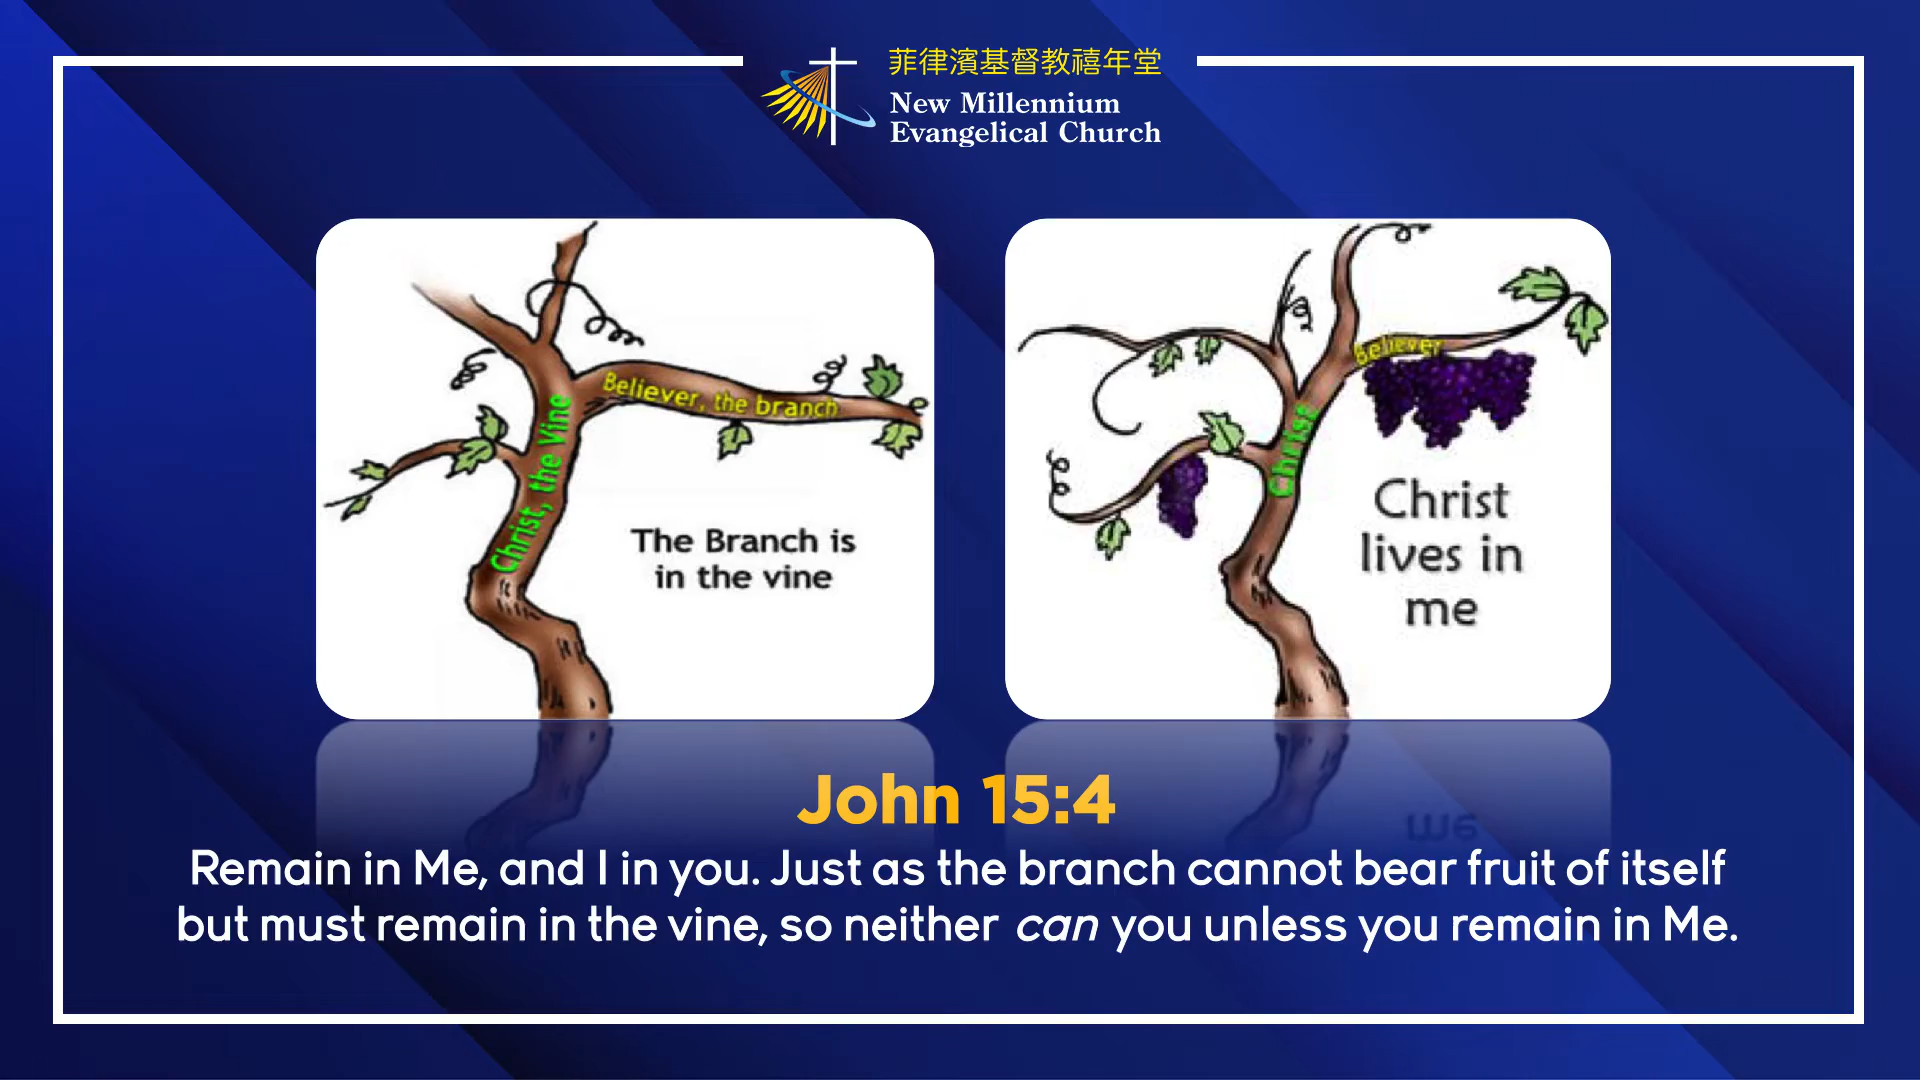 菲律濱基督教禧年堂
New Millennium
Evangelical Church
Believer, the branch
Christ, the Vine
The Branch is
in the vine
Believer
Christ
Christ
lives in
me
John 15:4
Remain in Me, and I in you. Just as the branch cannot bear fruit of itself
but must remain in the vine, so neither can you unless you remain in Me.